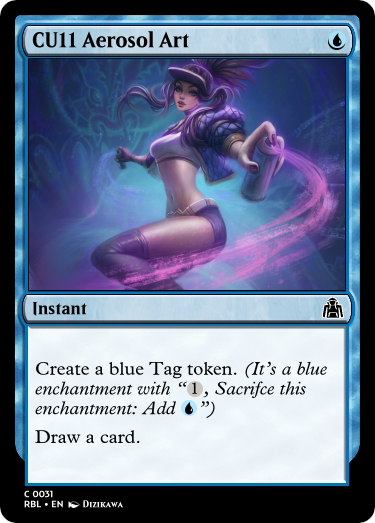 CU11 Aerosol Art
Instant
Create a blue Tag token. (It's a blue
enchantment with “1, Sacrifce this
enchantment: Add ”)
Draw a card.
C 0031
RBL • EN Dizikawa